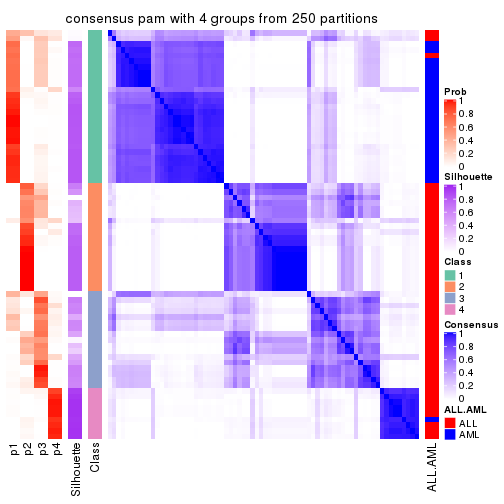 consensus pam with 4 groups from 250 partitions
Prob
1
0.8
0.6
0.4
0.2
0
Silhouette
1
0.8
0.6
0.4
0.2
0
Class
1
2
3
4
Consensus
1
0.8
0.6
0.4
0.2
0
ALL.AML
ALL
AML
p1
p2
p3
p4
Silhouette
Class
ALL.AML